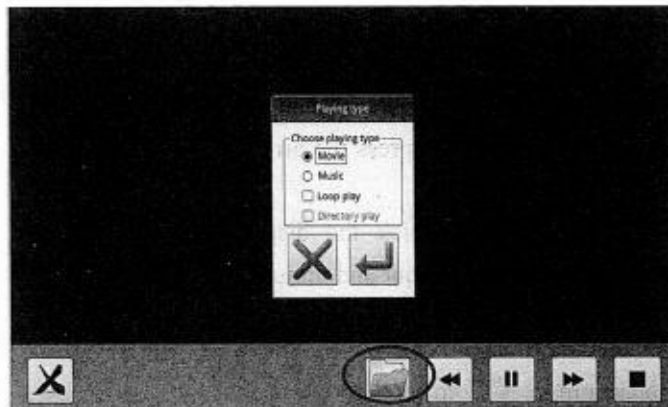 Playing type
Choose playing type
Movie
Music
Loop play
Directory play